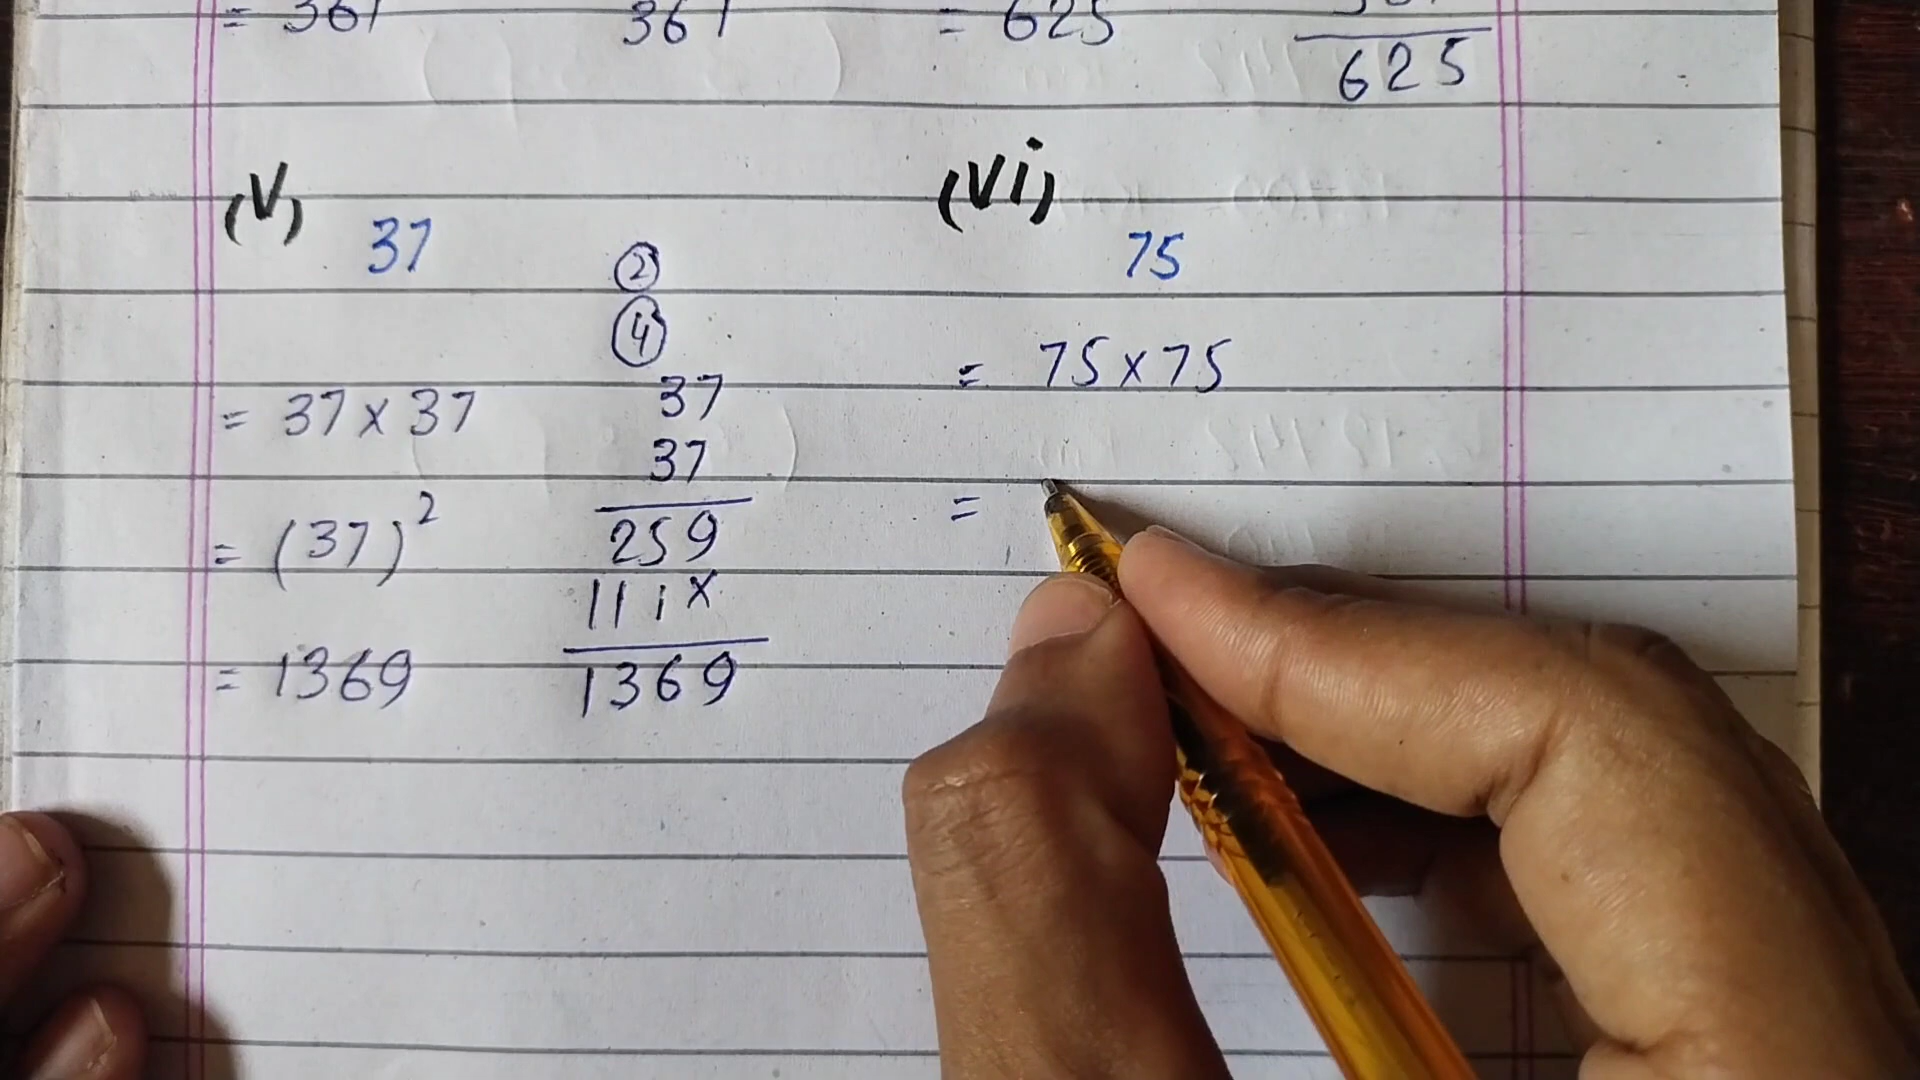 = 361 361 = 625
625
(V) (Vi)
37 ② 75
④
= 37 x 37 37 = 75 x 75
37
= (37)² 259 =
111x
= 1369 1369